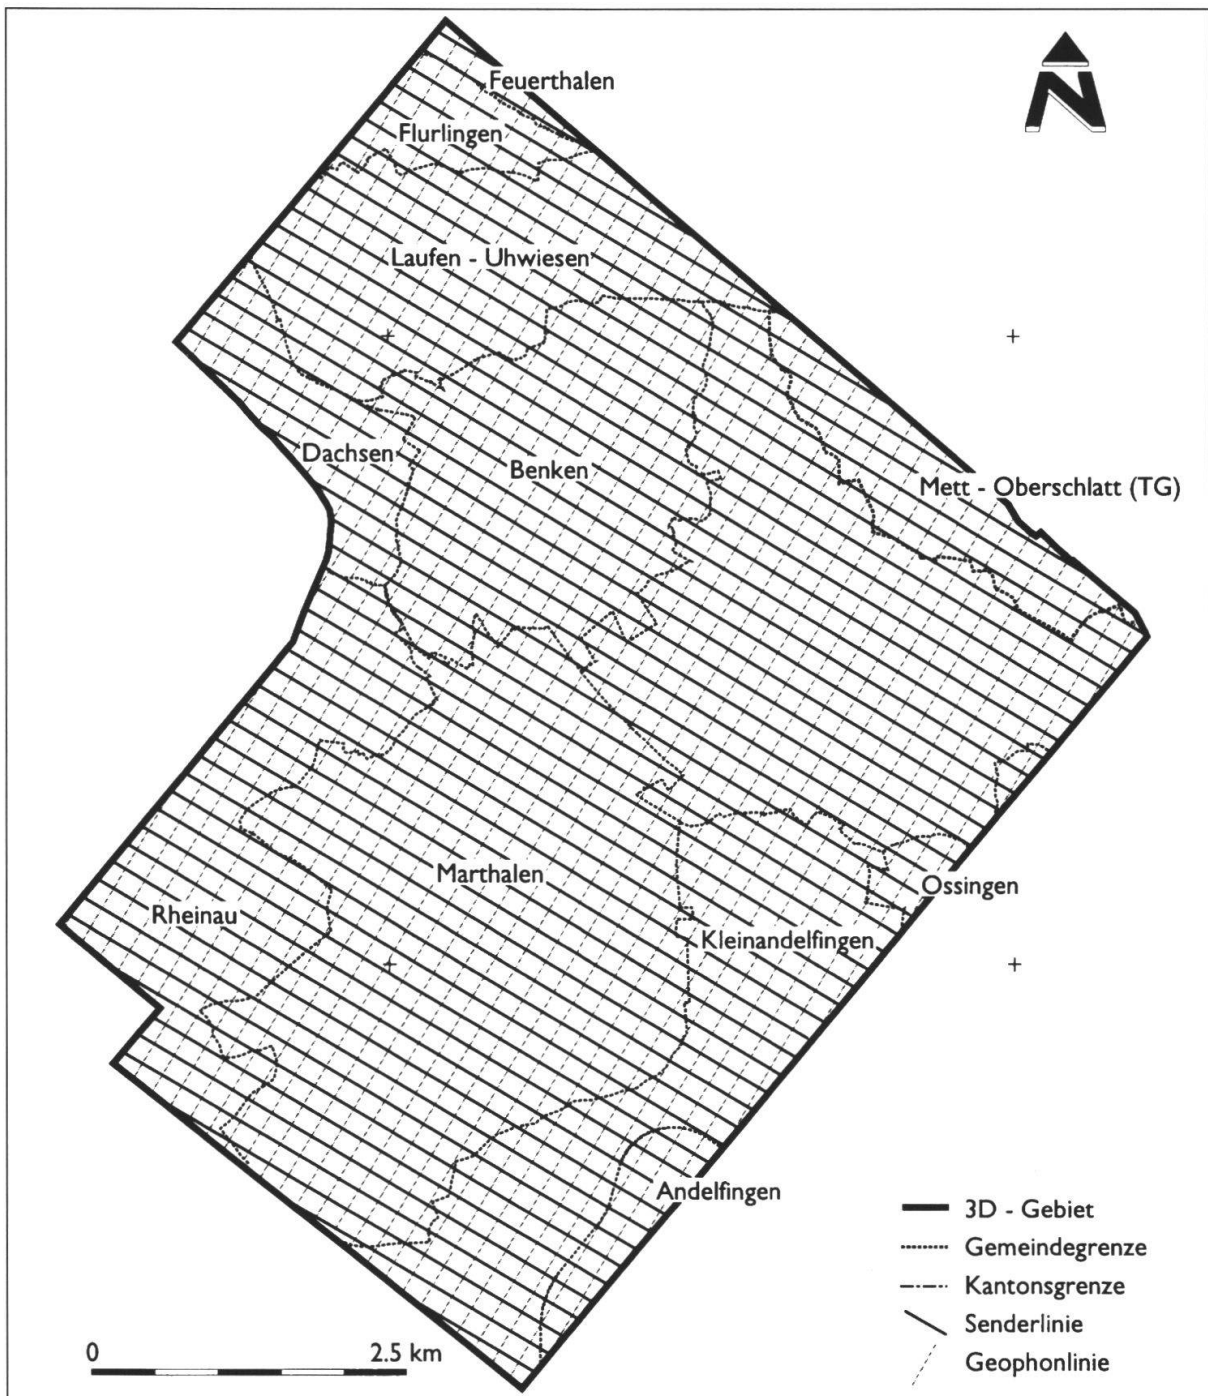 N
Feuerthalen
Flurlingen
Laufen - Uhwiesen
Dachsen
Benken
Mett - Oberschlatt (TG)
Marthalen
Ossingen
Rheinau
Kleinandelfingen
Andelfingen
3D - Gebiet
Gemeindegrenze
Kantonsgrenze
Senderlinie
Geophonlinie
0 2.5 km